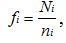 fᵢ = Nᵢ / nᵢ ,